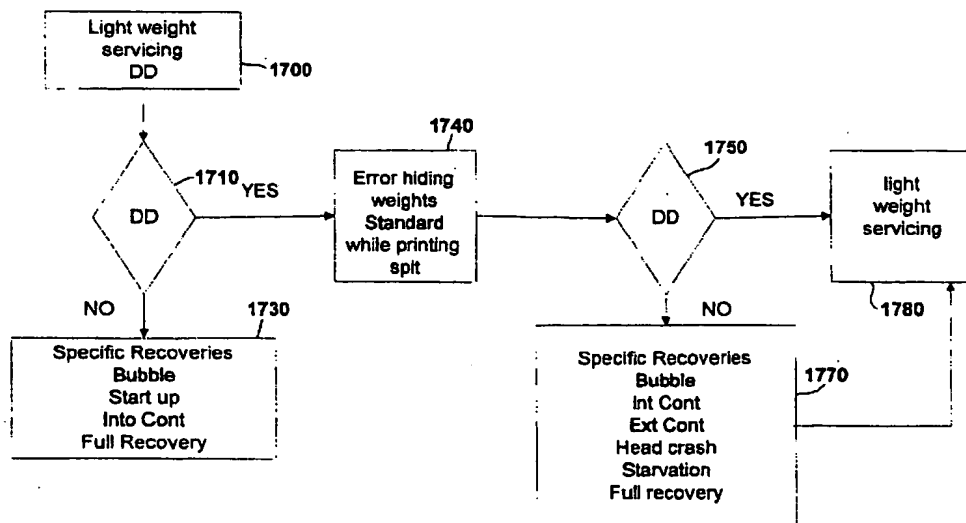 Light weight
servicing
DD
1700
1710
DD
YES
NO
1730
Specific Recoveries
Bubble
Start up
Into Cont
Full Recovery
1740
Error hiding
weights
Standard
while printing
spit
1750
DD
YES
NO
light
weight
servicing
1780
Specific Recoveries
Bubble
Int Cont
Ext Cont
Head crash
Starvation
Full recovery
1770